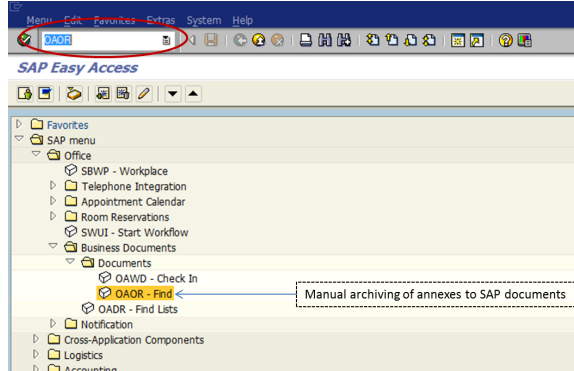 Menu Edit Favorites Extras System Help
OAOR
SAP Easy Access
Favorites
SAP menu
Office
SBWP - Workplace
Telephone Integration
Appointment Calendar
Room Reservations
SWUI - Start Workflow
Business Documents
Documents
OAWD - Check In
OAOR - Find
Manual archiving of annexes to SAP documents
OADR - Find Lists
Notification
Cross-Application Components
Logistics
Accounting